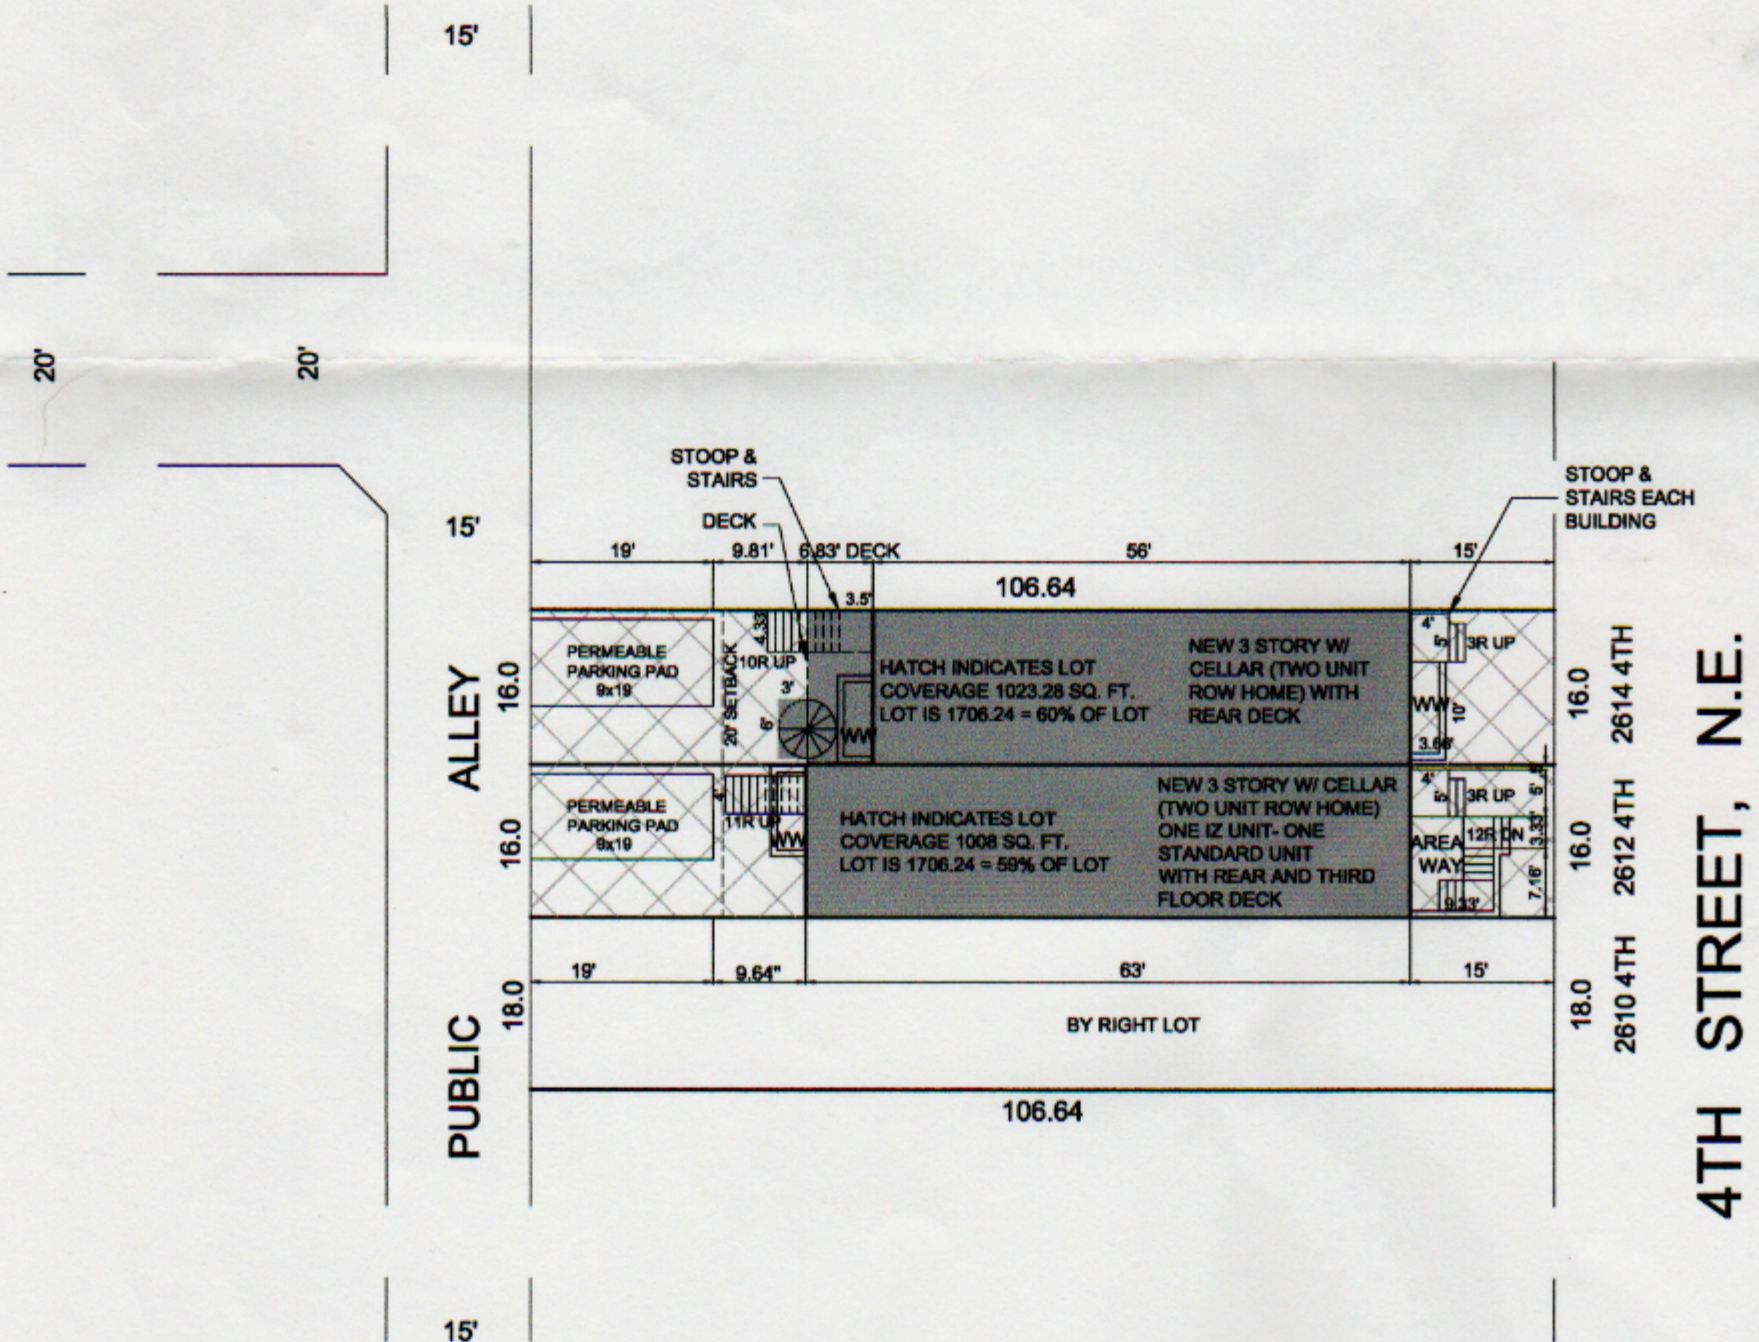 15'
20'
20'
15'
STOOP &
STAIRS
DECK
STOOP &
STAIRS EACH
BUILDING
19'
9.81'
6.83' DECK
56'
15'
106.64
3.5'
4.33'
10R UP
3'
5'
20' SETBACK
PERMEABLE
PARKING PAD
9x19
16.0
WW
HATCH INDICATES LOT
COVERAGE 1023.28 SQ. FT.
LOT IS 1706.24 = 60% OF LOT
NEW 3 STORY W/
CELLAR (TWO UNIT
ROW HOME) WITH
REAR DECK
4'
5'
3R UP
WW
10'
3.66'
16.0
2614 4TH
PERMEABLE
PARKING PAD
9x19
16.0
4'
11R UP
WW
HATCH INDICATES LOT
COVERAGE 1008 SQ. FT.
LOT IS 1706.24 = 59% OF LOT
NEW 3 STORY W/ CELLAR
(TWO UNIT ROW HOME)
ONE IZ UNIT- ONE
STANDARD UNIT
WITH REAR AND THIRD
FLOOR DECK
4'
5'
3R UP
5'
AREA
WAY
12R DN
3.33'
7.16'
9.33'
16.0
2612 4TH
19'
9.64"
63'
15'
18.0
BY RIGHT LOT
18.0
2610 4TH
106.64
PUBLIC ALLEY
4TH STREET, N.E.
15'